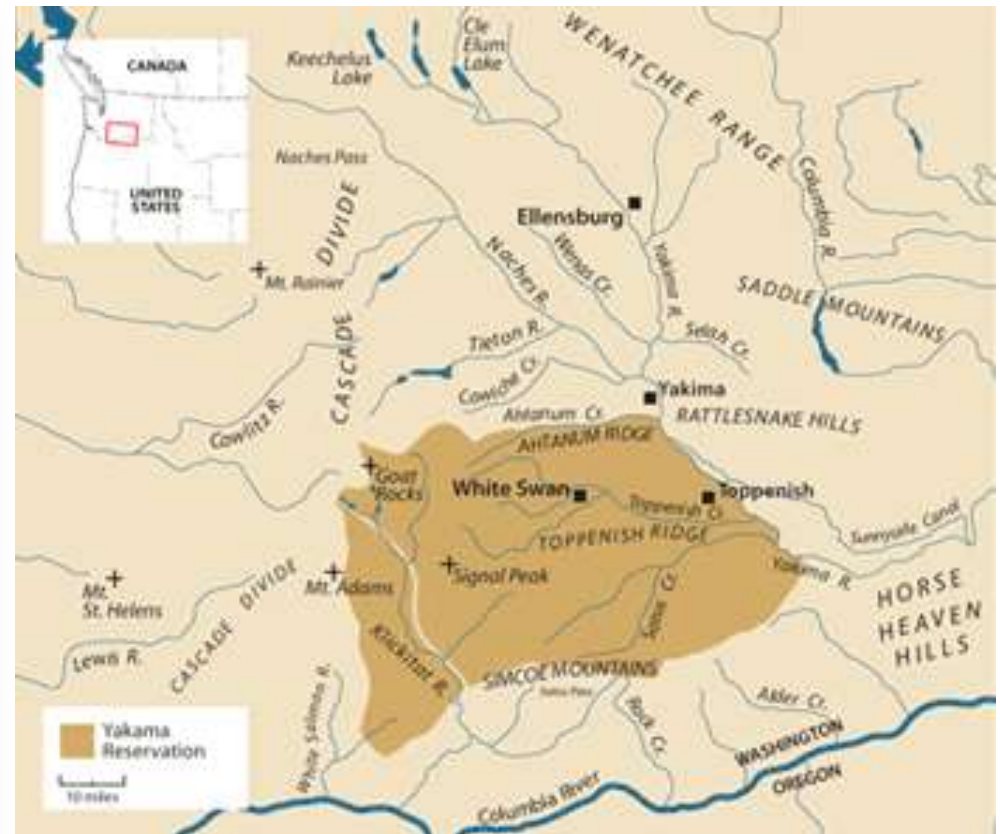 CANADA
UNITED
STATES
Keechelus
Lake
Cle
Elum
Lake
WENATCHEE RANGE
Naches Pass
Ellensburg
Columbia R.
CASCADE DIVIDE
Mt. Rainier
Naches R.
Wenas Cr.
Yakima R.
SADDLE MOUNTAINS
Selah Cr.
Tieton R.
Cowiche Cr.
Yakima
Cowlitz R.
Ahtanum Cr.
RATTLESNAKE HILLS
AHTANUM RIDGE
Goat
Rocks
White Swan
Toppenish
Toppenish Cr.
TOPPENISH RIDGE
Sunnyside Canal
Signal Peak
Yakima R.
Mt.
St. Helens
Mt. Adams
CASCADE DIVIDE
HORSE
HEAVEN
HILLS
Lewis R.
Klickitat R.
Satus Cr.
SIMCOE MOUNTAINS
Satus Pass
White Salmon R.
Rock Cr.
Alder Cr.
Yakama
Reservation
10 miles
WASHINGTON
OREGON
Columbia River